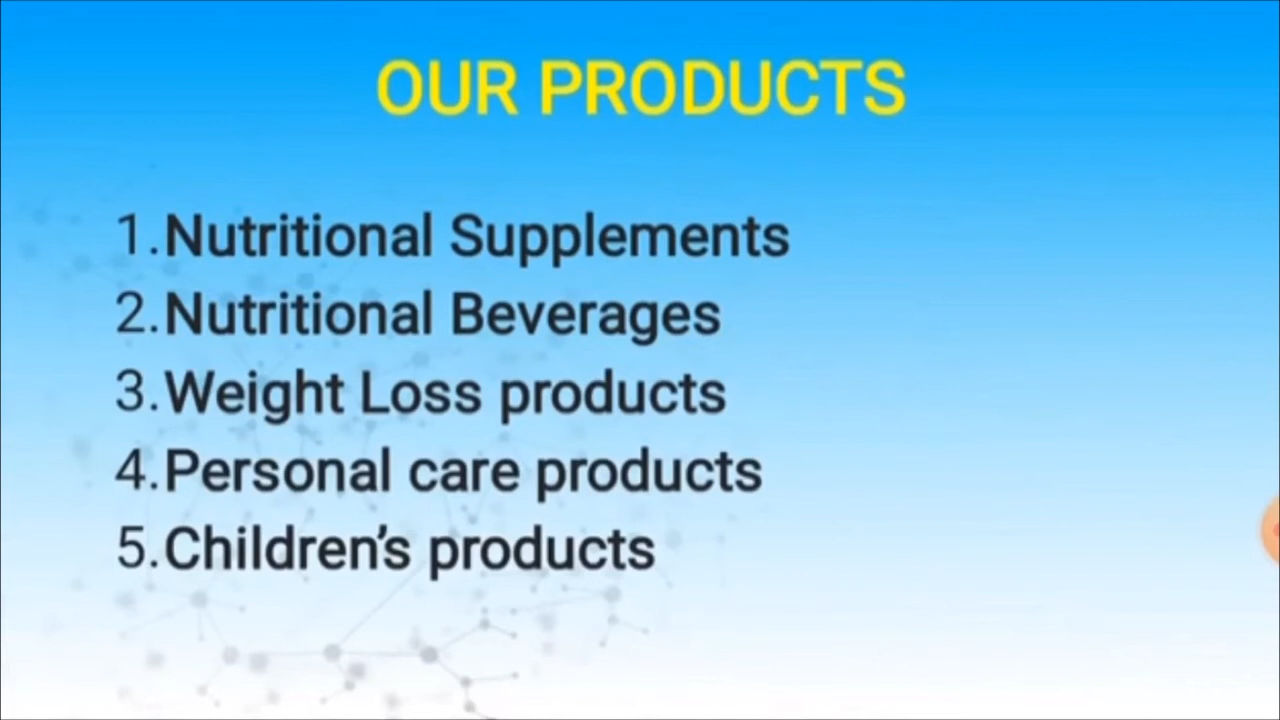 OUR PRODUCTS
1.Nutritional Supplements
2.Nutritional Beverages
3.Weight Loss products
4.Personal care products
5.Children’s products